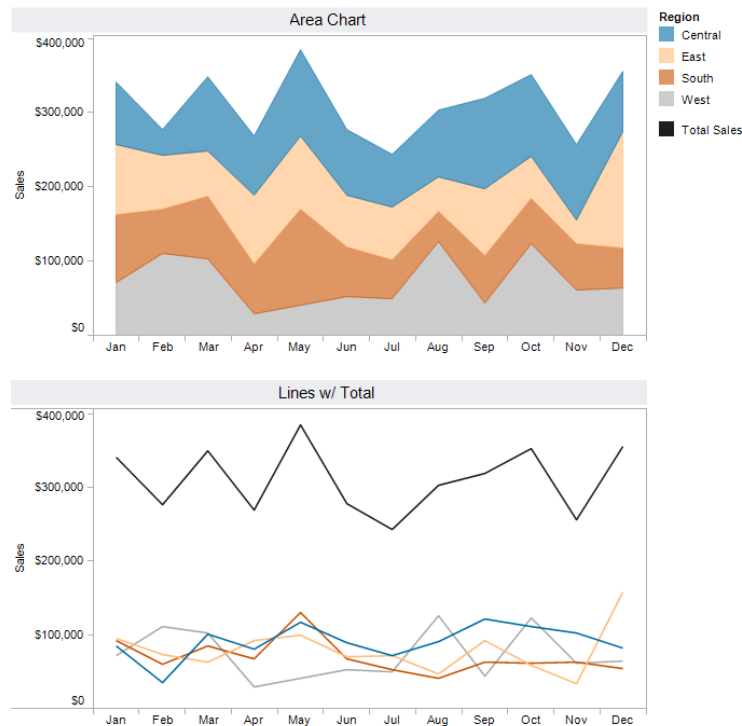 Area Chart
Region
Central
East
South
West
Total Sales
$400,000
$300,000
$200,000
$100,000
$0
Sales
Jan Feb Mar Apr May Jun Jul Aug Sep Oct Nov Dec
Lines w/ Total
$400,000
$300,000
$200,000
$100,000
$0
Sales
Jan Feb Mar Apr May Jun Jul Aug Sep Oct Nov Dec